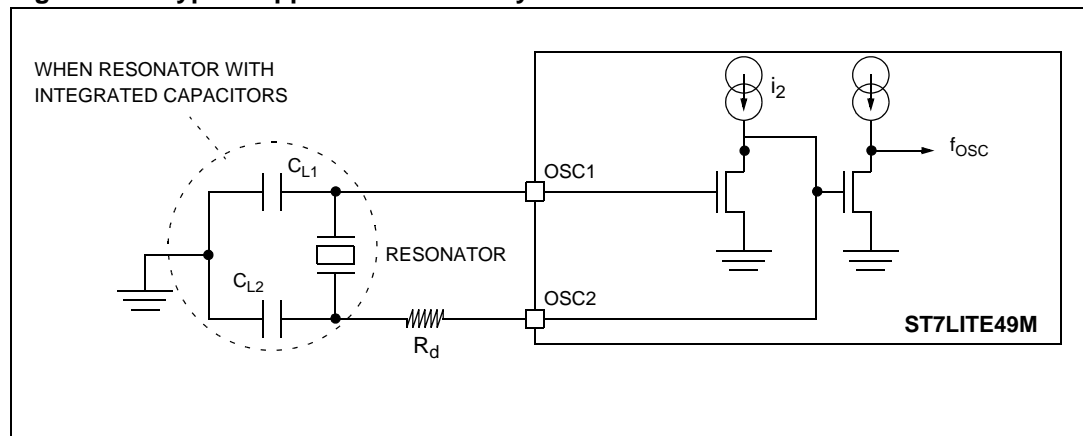 WHEN RESONATOR WITH
INTEGRATED CAPACITORS
CL1
CL2
RESONATOR
Rd
OSC1
OSC2
i2
fOSC
ST7LITE49M